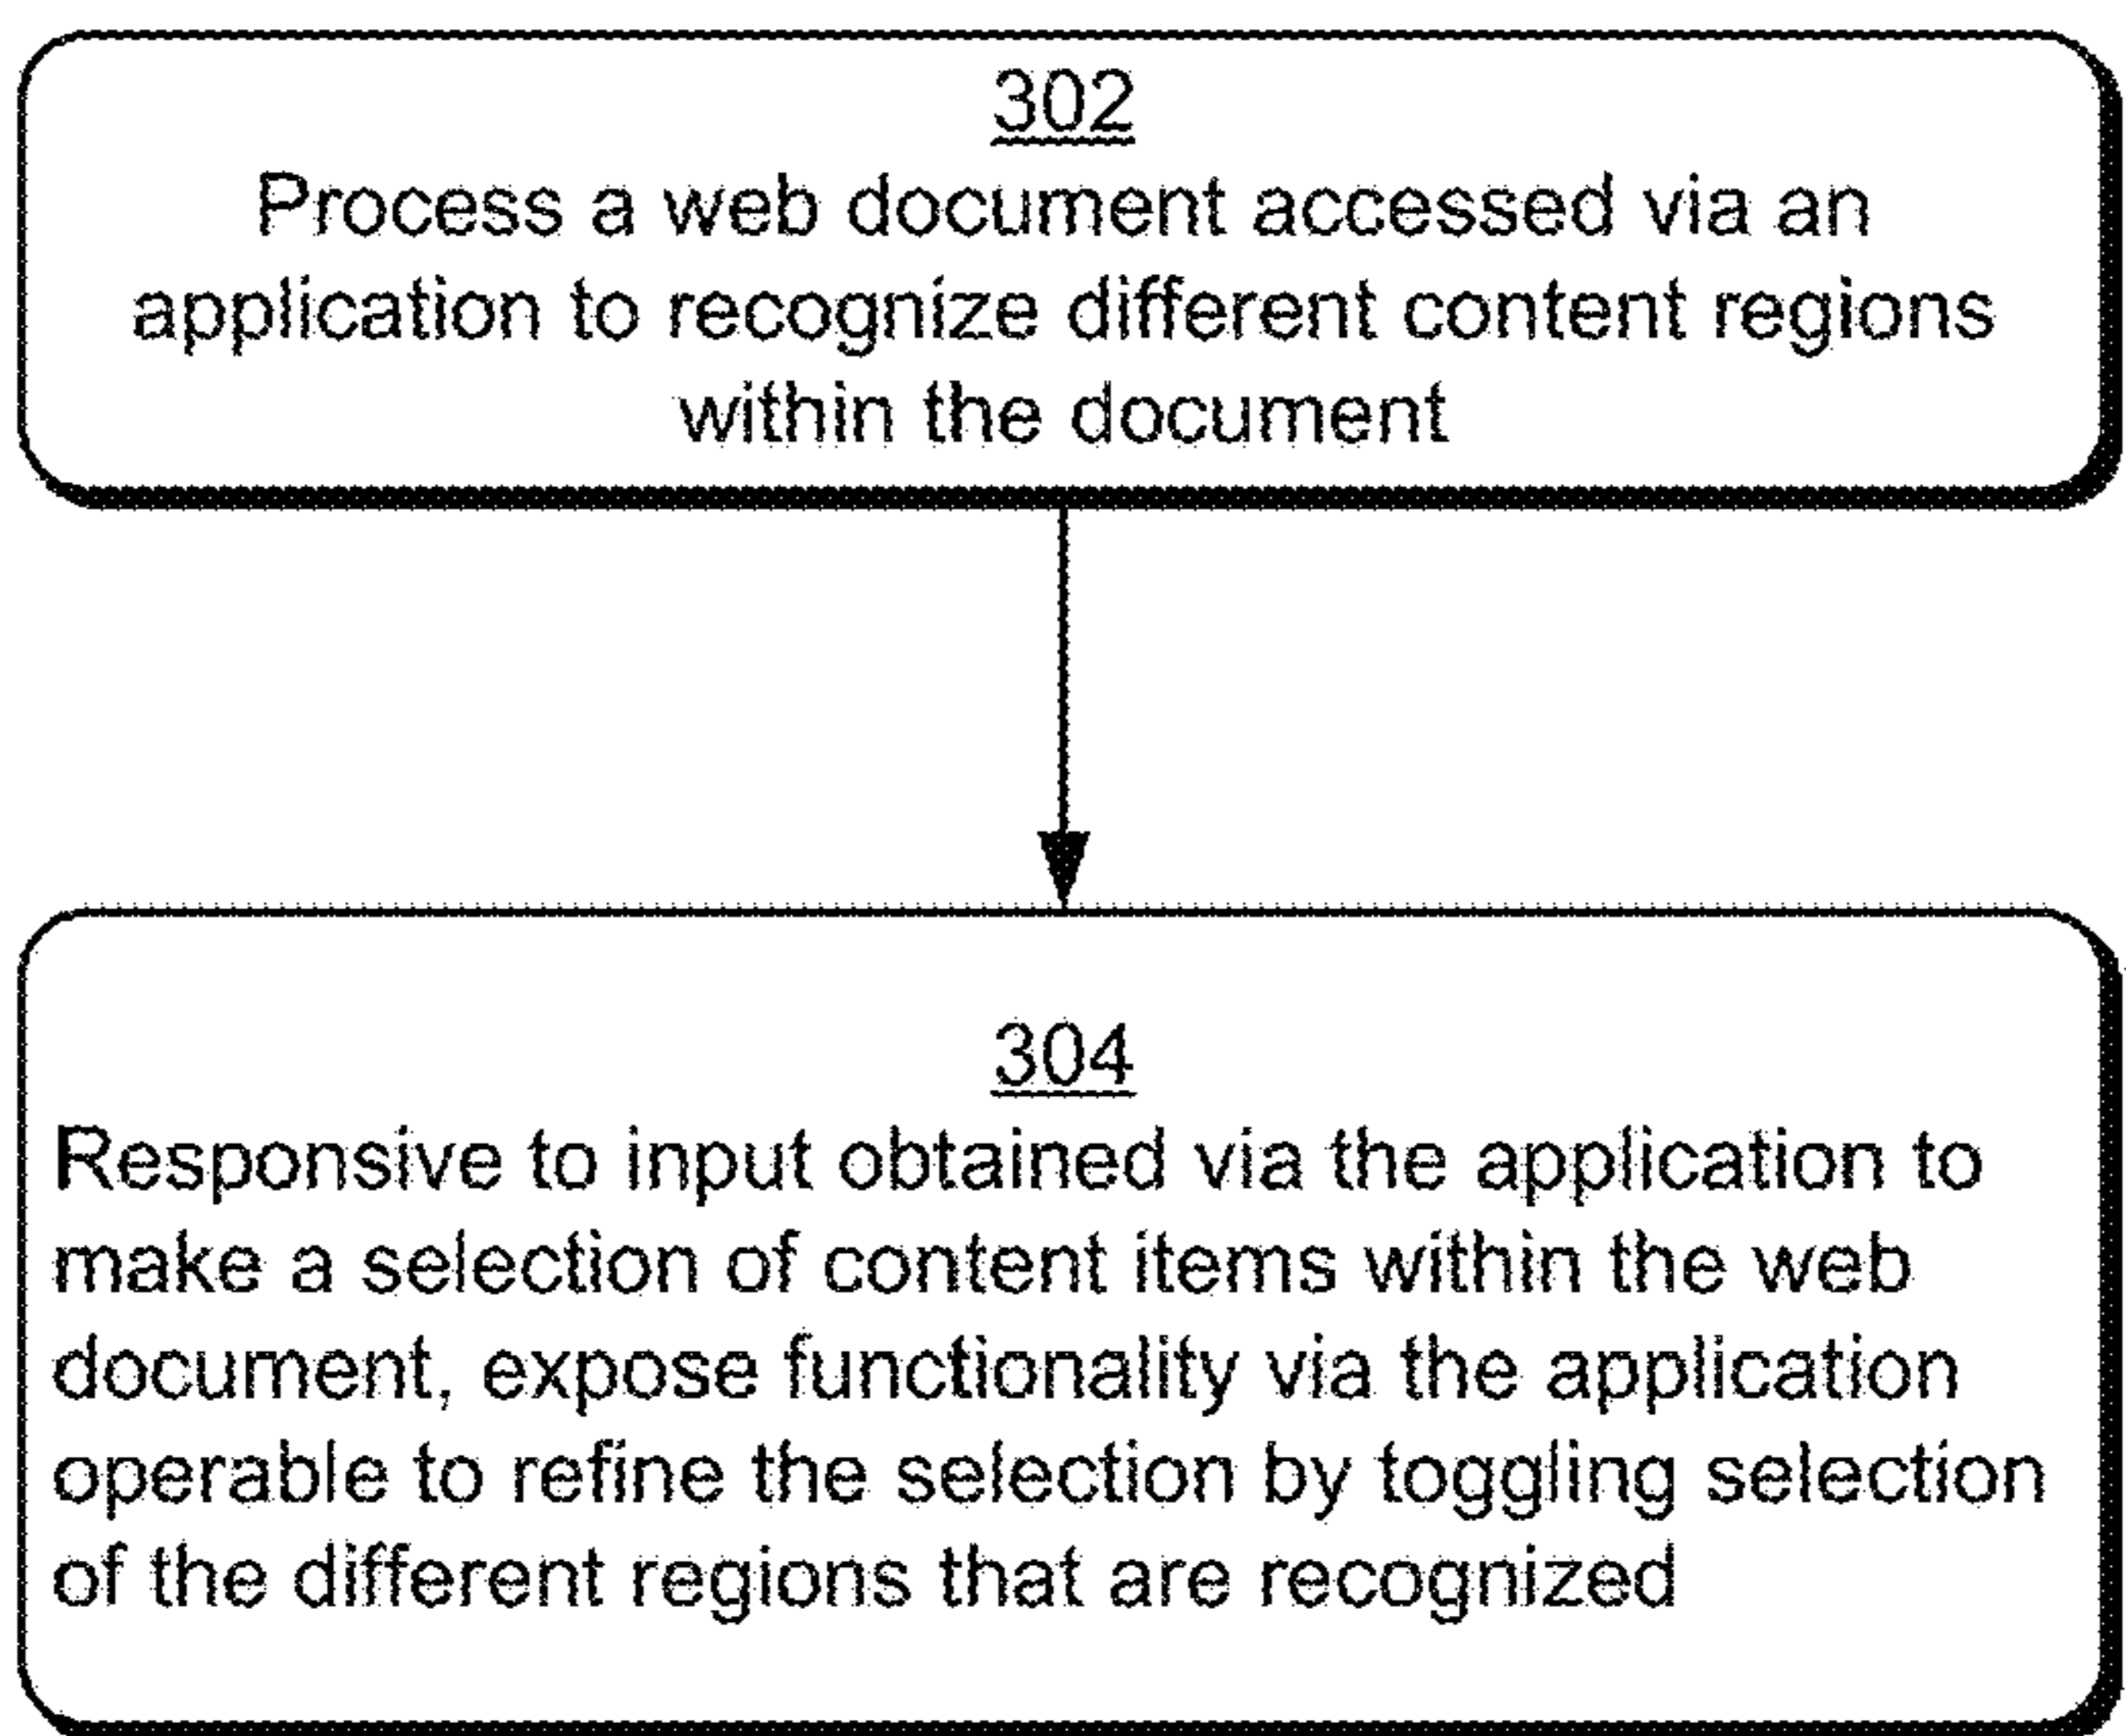 302
Process a web document accessed via an
application to recognize different content regions
within the document
304
Responsive to input obtained via the application to
make a selection of content items within the web
document, expose functionality via the application
operable to refine the selection by toggling selection
of the different regions that are recognized